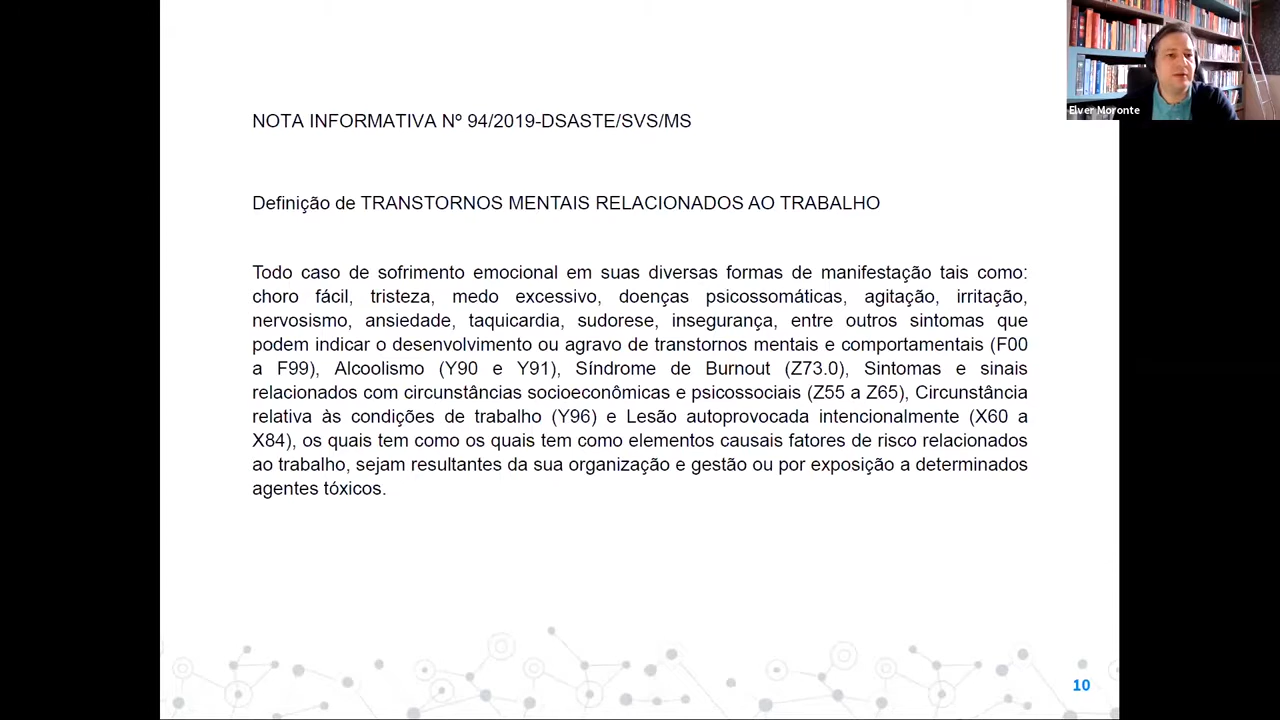 Elver Moronte
NOTA INFORMATIVA Nº 94/2019-DSASTE/SVS/MS
Definição de TRANSTORNOS MENTAIS RELACIONADOS AO TRABALHO
Todo caso de sofrimento emocional em suas diversas formas de manifestação tais como:
choro fácil, tristeza, medo excessivo, doenças psicossomáticas, agitação, irritação,
nervosismo, ansiedade, taquicardia, sudorese, insegurança, entre outros sintomas que
podem indicar o desenvolvimento ou agravo de transtornos mentais e comportamentais (F00
a F99), Alcoolismo (Y90 e Y91), Síndrome de Burnout (Z73.0), Sintomas e sinais
relacionados com circunstâncias socioeconômicas e psicossociais (Z55 a Z65), Circunstância
relativa às condições de trabalho (Y96) e Lesão autoprovocada intencionalmente (X60 a
X84), os quais tem como os quais tem como elementos causais fatores de risco relacionados
ao trabalho, sejam resultantes da sua organização e gestão ou por exposição a determinados
agentes tóxicos.
10